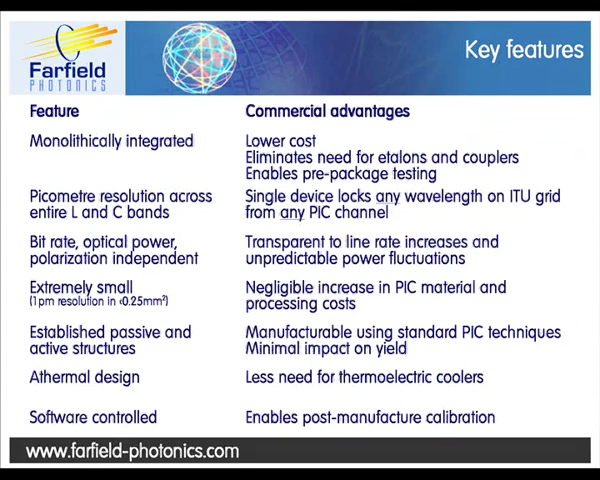 Farfield
PHOTONICS
Key features
Feature
Commercial advantages
Monolithically integrated
Lower cost
Eliminates need for etalons and couplers
Enables pre-package testing
Picometre resolution across
entire L and C bands
Single device locks any wavelength on ITU grid
from any PIC channel
Bit rate, optical power,
polarization independent
Transparent to line rate increases and
unpredictable power fluctuations
Extremely small
(1pm resolution in <0.25mm²)
Negligible increase in PIC material and
processing costs
Established passive and
active structures
Manufacturable using standard PIC techniques
Minimal impact on yield
Athermal design
Less need for thermoelectric coolers
Software controlled
Enables post-manufacture calibration
www.farfield-photonics.com